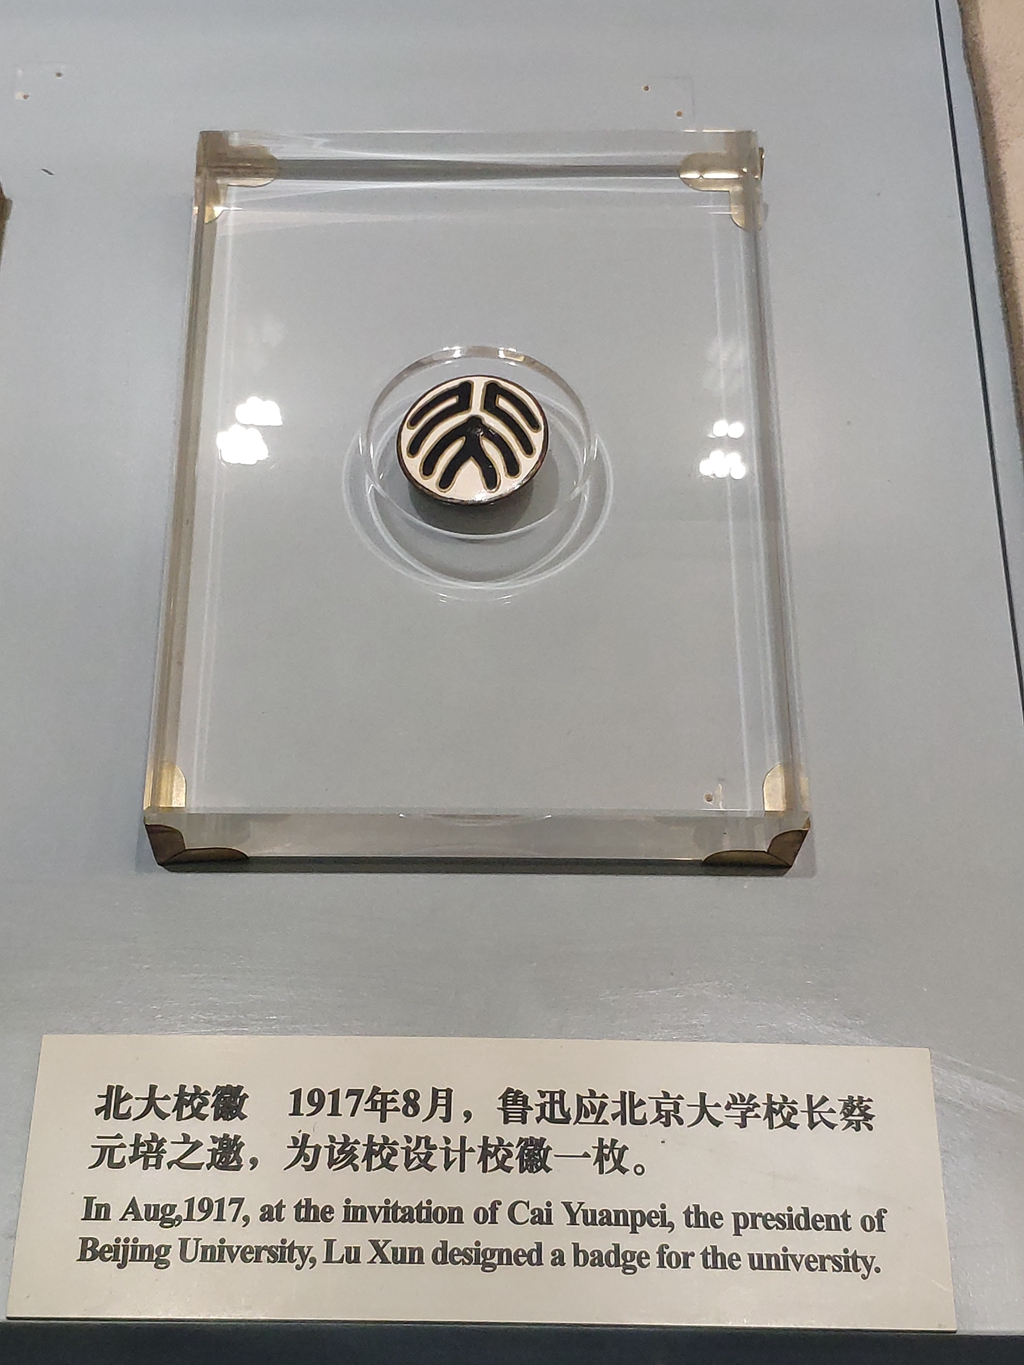 北大
北大校徽 1917年8月，鲁迅应北京大学校长蔡
元培之邀，为该校设计校徽一枚。
In Aug,1917, at the invitation of Cai Yuanpei, the president of
Beijing University, Lu Xun designed a badge for the university.